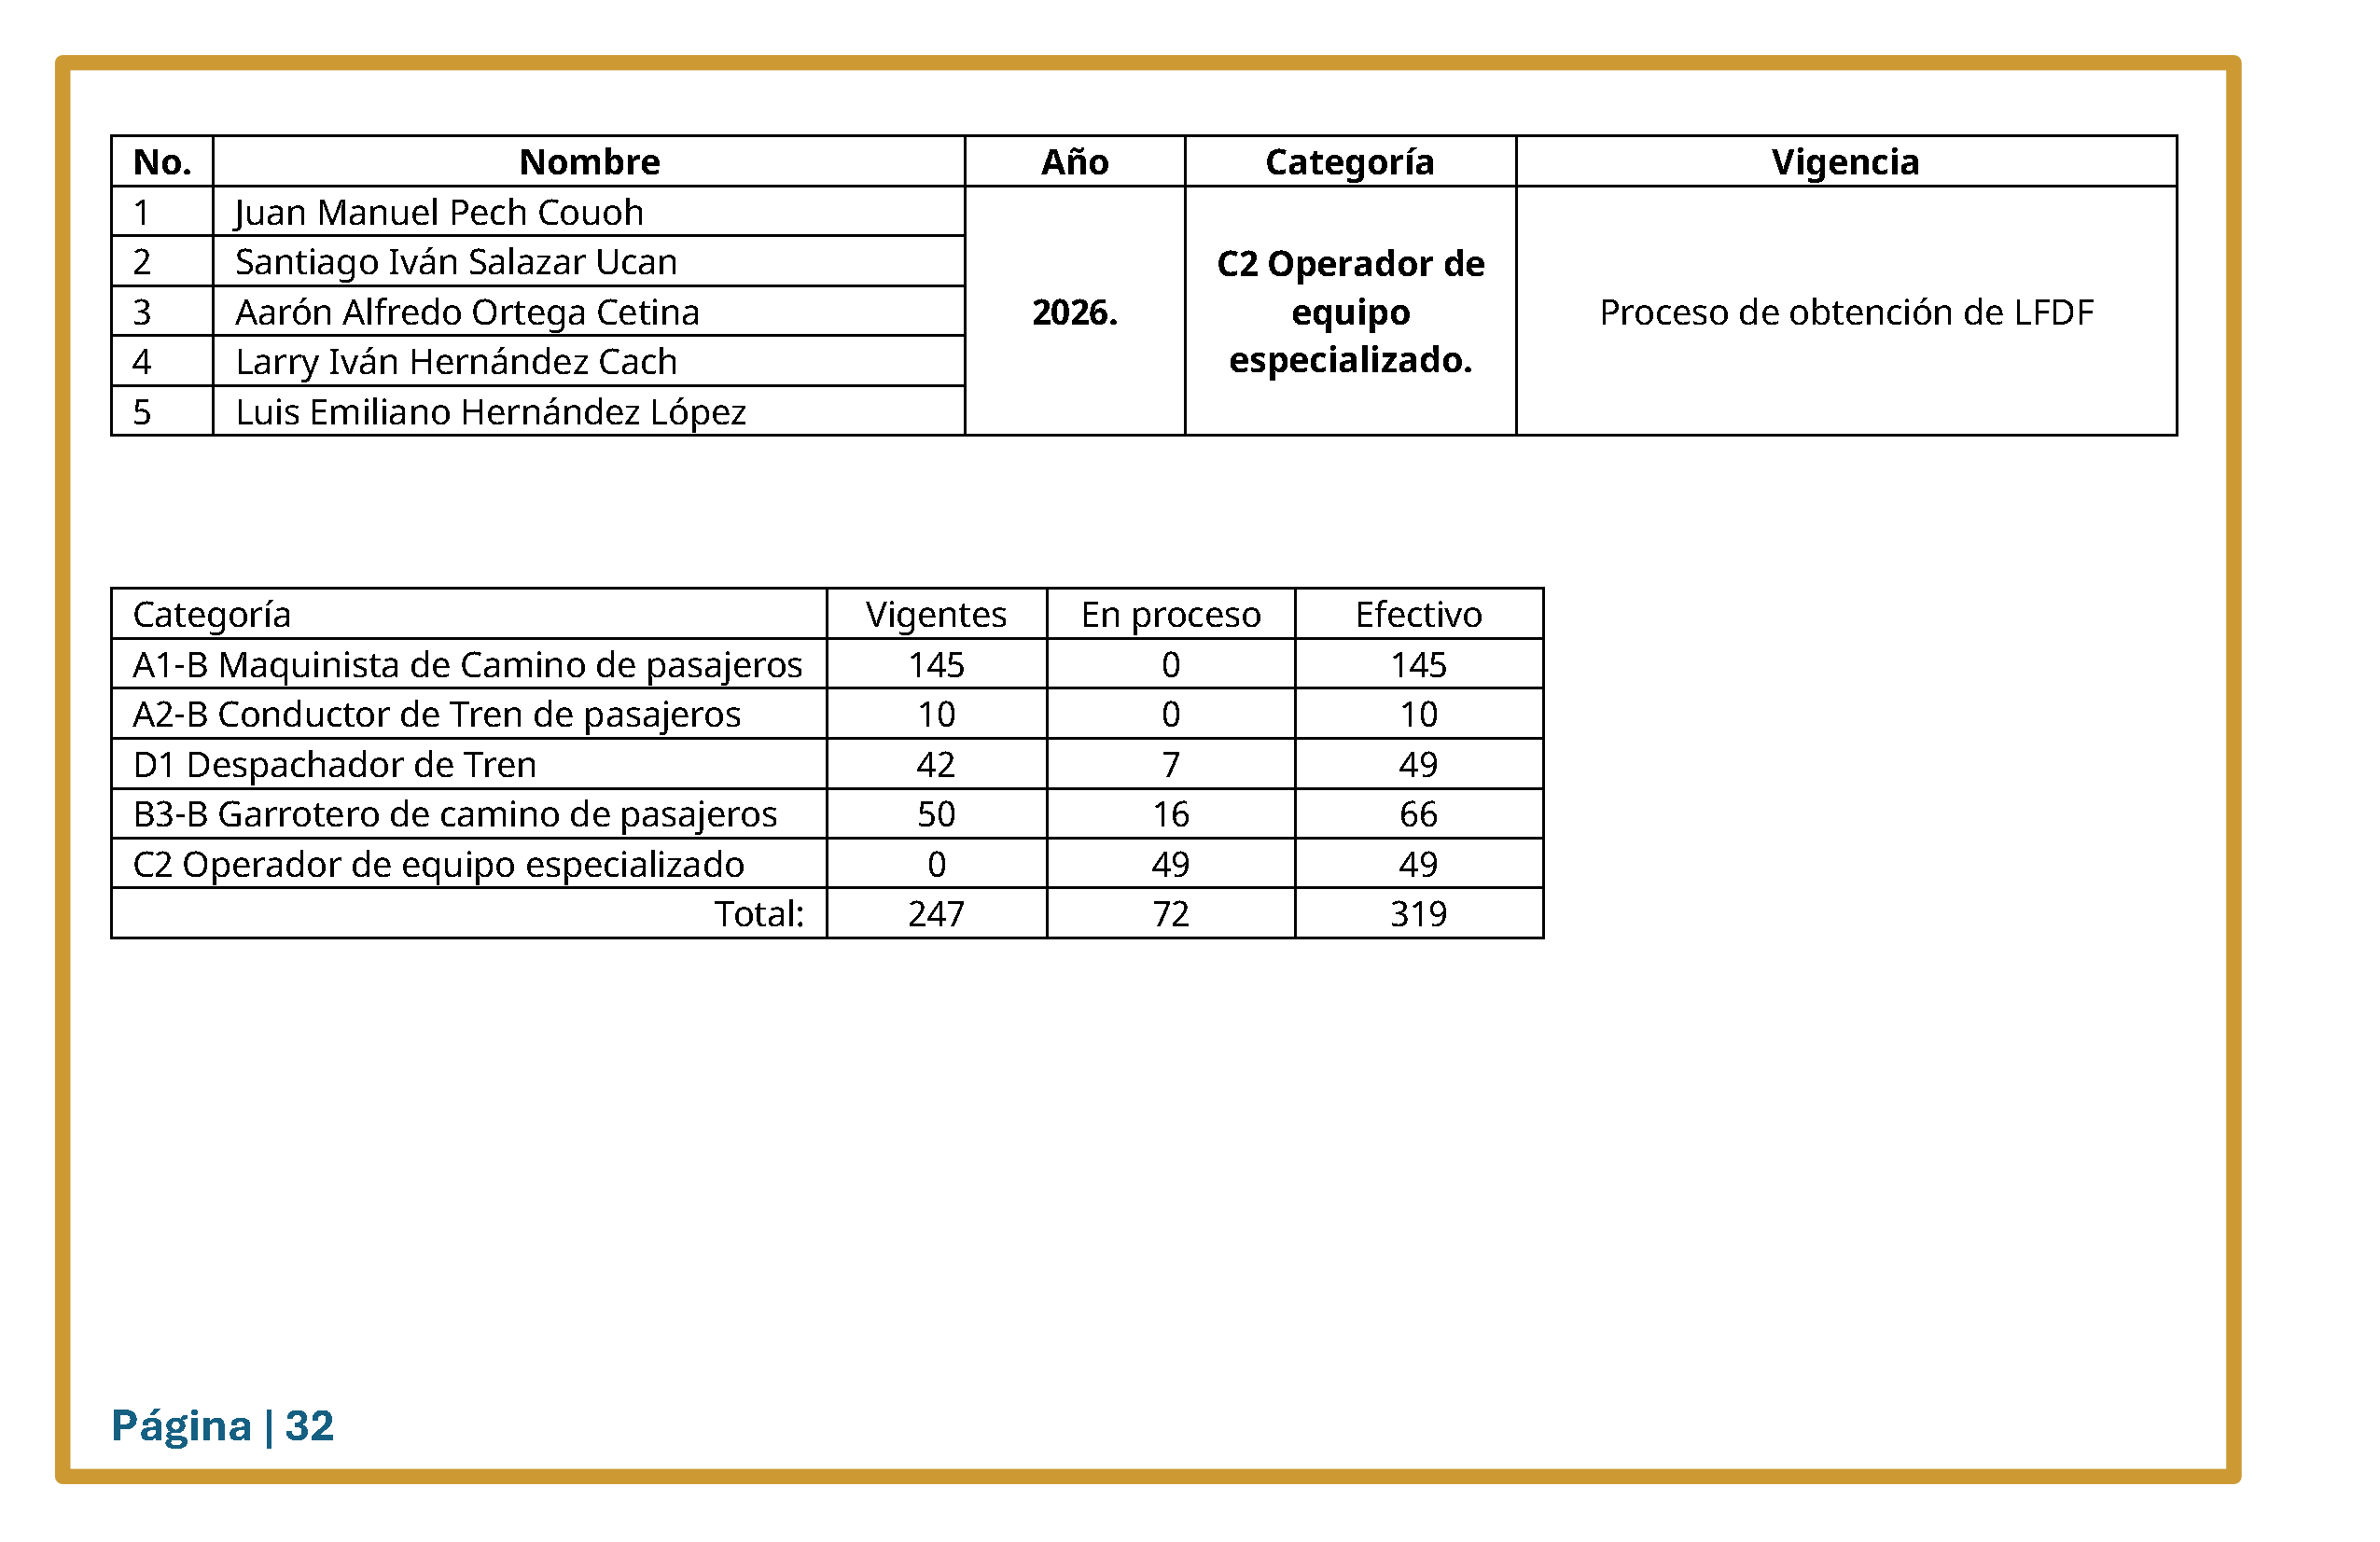 No. Nombre Año Categoría Vigencia
1 Juan Manuel Pech Couoh
2 Santiago Iván Salazar Ucan
3 Aarón Alfredo Ortega Cetina
4 Larry Iván Hernández Cach
5 Luis Emiliano Hernández López
2026.
C2 Operador de
equipo
especializado.
Proceso de obtención de LFDF
Categoría Vigentes En proceso Efectivo
A1-B Maquinista de Camino de pasajeros 145 0 145
A2-B Conductor de Tren de pasajeros 10 0 10
D1 Despachador de Tren 42 7 49
B3-B Garrotero de camino de pasajeros 50 16 66
C2 Operador de equipo especializado 0 49 49
Total: 247 72 319
Página | 32